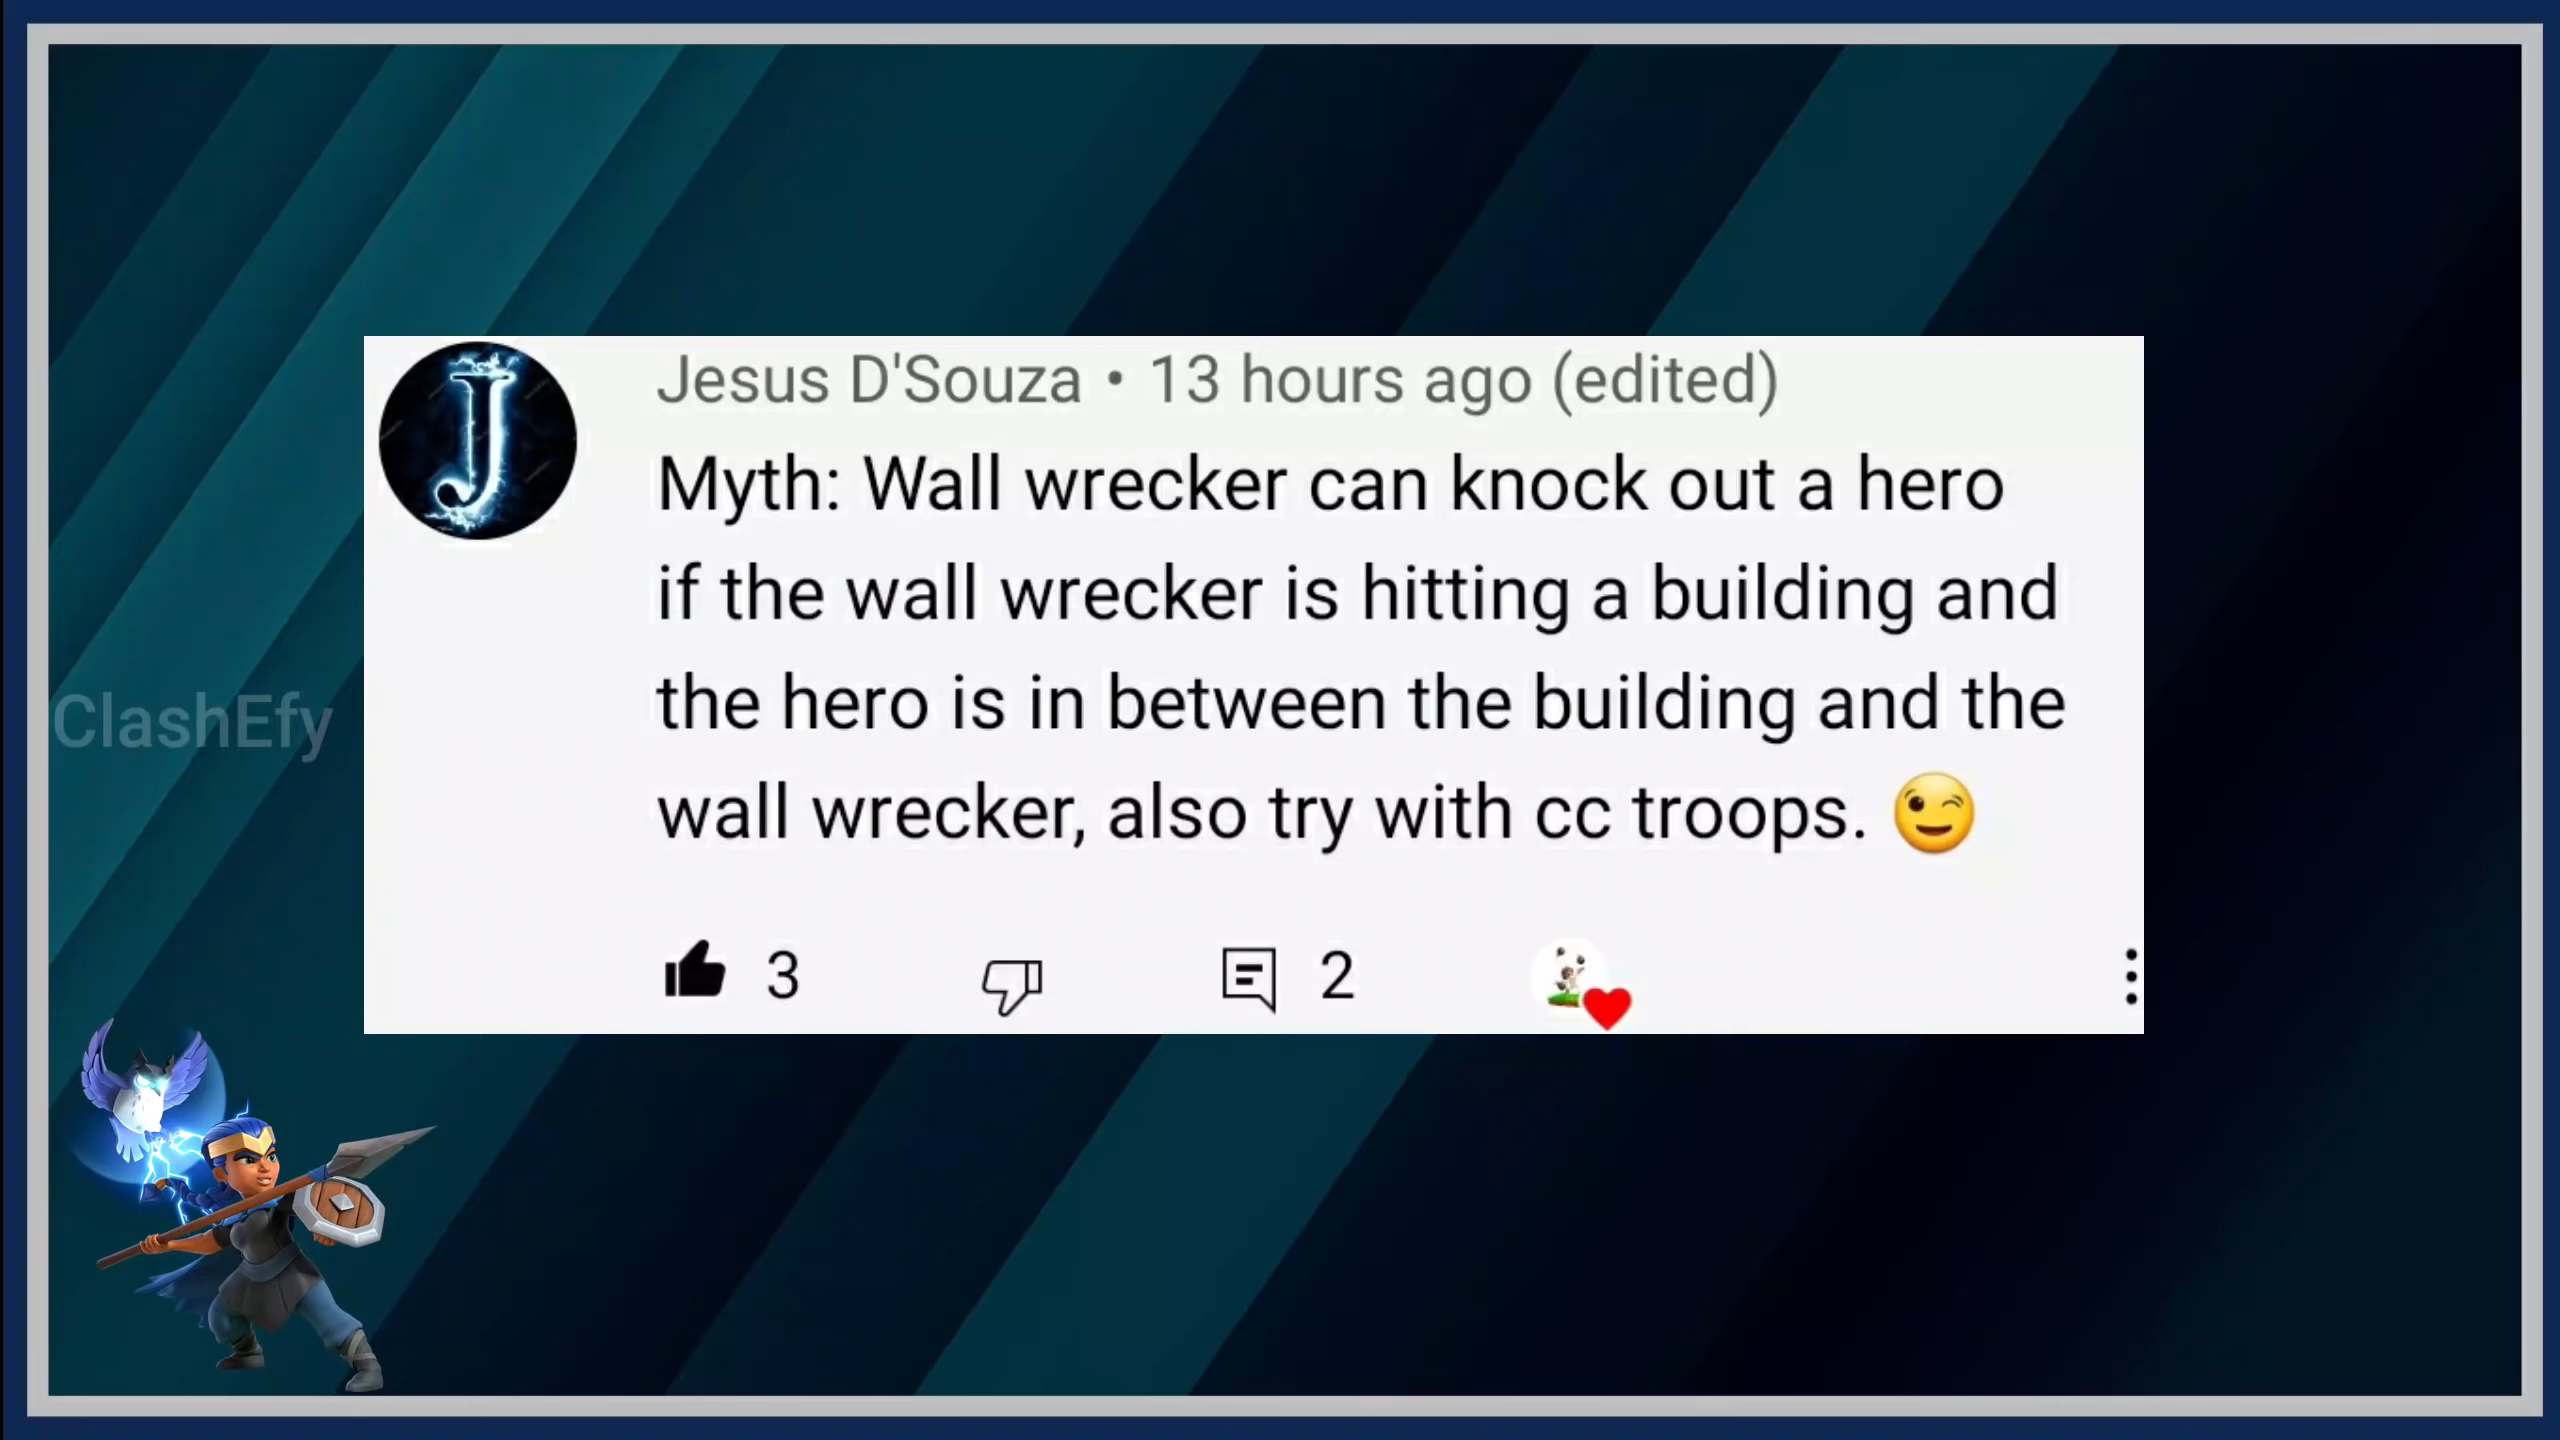 Jesus D'Souza • 13 hours ago (edited)
Myth: Wall wrecker can knock out a hero
if the wall wrecker is hitting a building and
the hero is in between the building and the
wall wrecker, also try with cc troops. 😉
3 2
ClashEfy
J